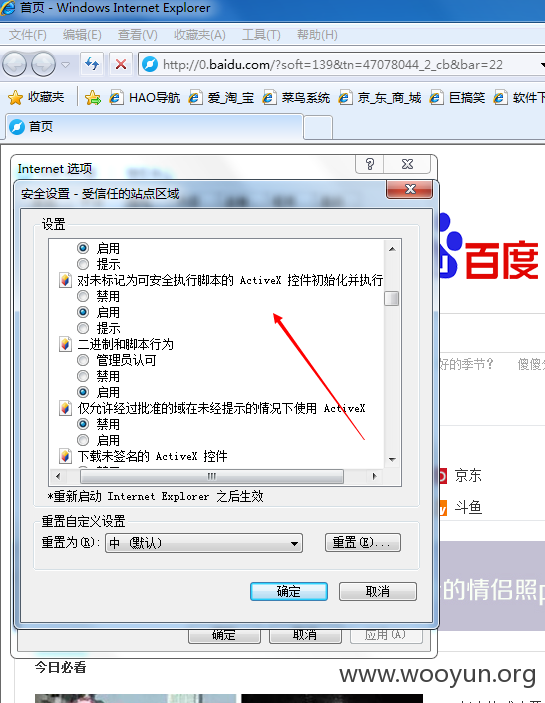 首页 - Windows Internet Explorer
文件(F) 编辑(E) 查看(V) 收藏夹(A) 工具(T) 帮助(H)
http://0.baidu.com/?soft=139&tn=47078044_2_cb&bar=22
收藏夹 HAO导航 爱_淘_宝 菜鸟系统 京_东_商_城 巨搞笑 软件下
首页
Internet 选项
安全设置 - 受信任的站点区域
设置
启用
提示
对未标记为可安全执行脚本的 ActiveX 控件初始化并执行
禁用
启用
提示
二进制和脚本行为
管理员认可
禁用
启用
仅允许经过批准的域在未经提示的情况下使用 ActiveX
禁用
启用
下载未签名的 ActiveX 控件
*重新启动 Internet Explorer 之后生效
重置自定义设置
重置为(R): 中 (默认) 重置(E)...
确定 取消
确定 取消 应用(A)
百度
好的季节? 傻傻
京东
斗鱼
的情侣照p
今日必看
www.wooyun.org